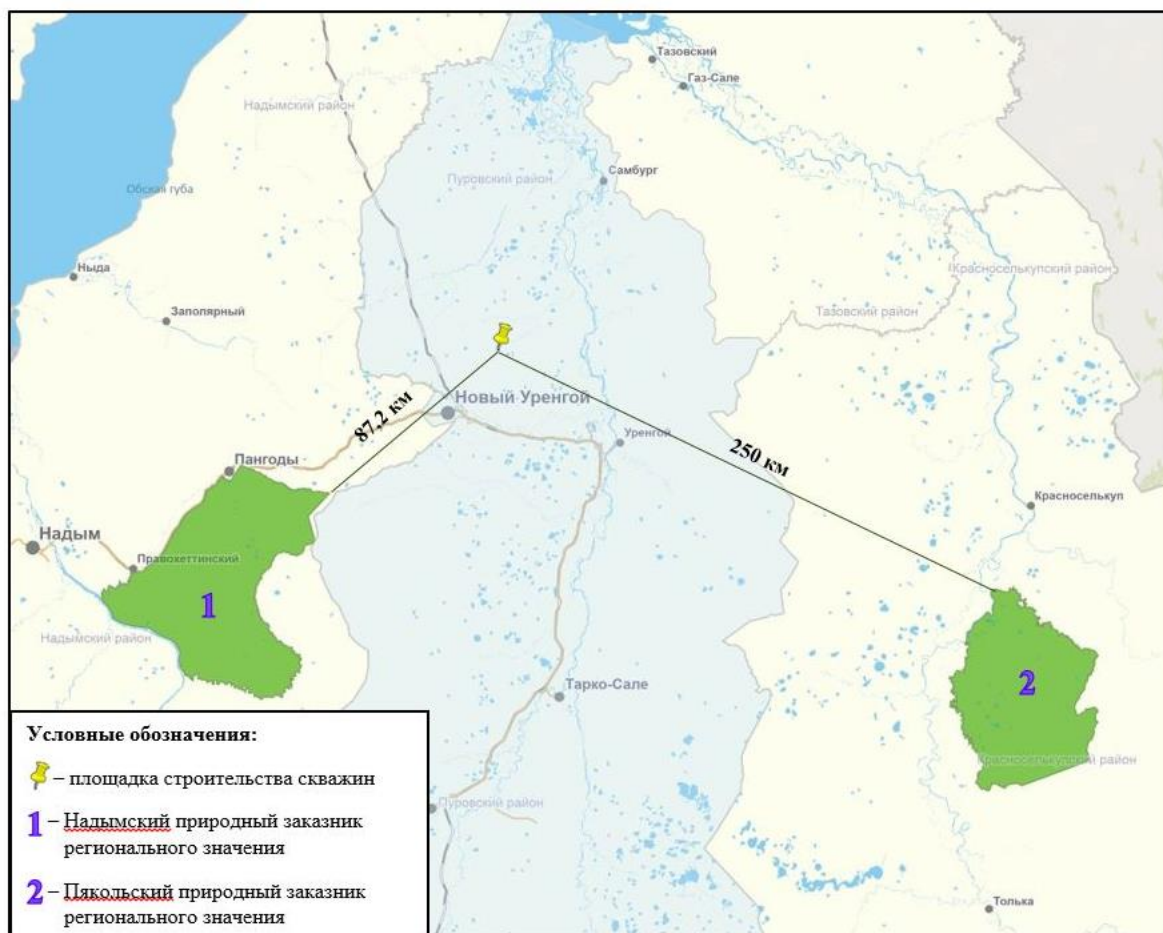 Тазовский
Газ-Сале
Надымский район
Самбург
Пуровский район
Обская губа
Ныда
Красноселькупский район
Заполярный
Тазовский район
87,2 км
Новый Уренгой
Уренгой
250 км
Пангоды
Красноселькуп
Надым
Правохеттинский
1
Надымский район
Тарко-Сале
2
Красноселькупский район
Пуровский район
Толька
Условные обозначения:
– площадка строительства скважин
1 – Надымский природный заказник
регионального значения
2 – Пякольский природный заказник
регионального значения